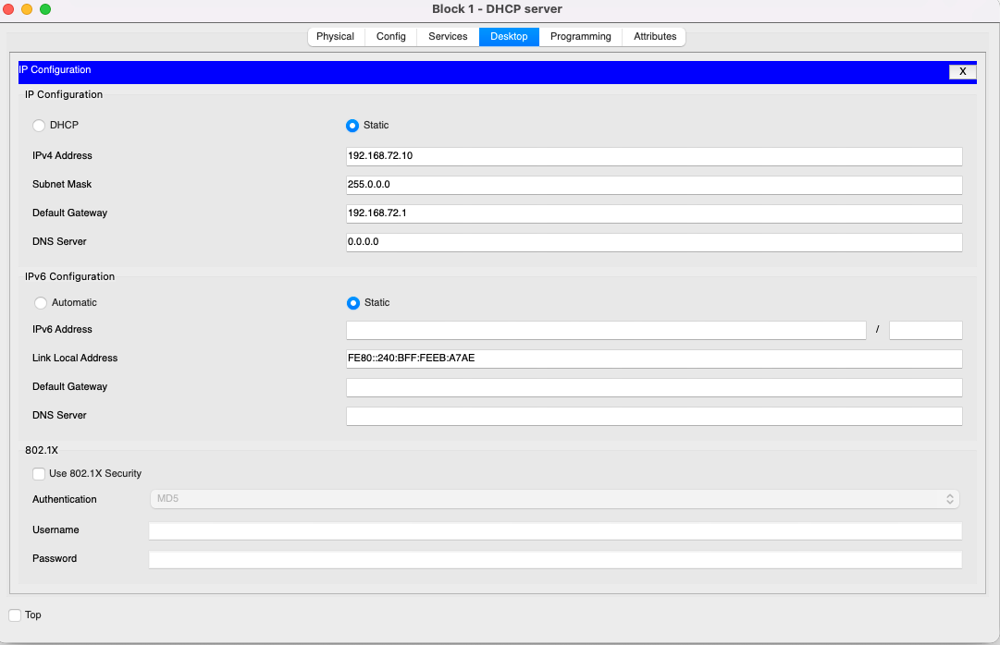 Block 1 - DHCP server
Physical Config Services Desktop Programming Attributes
IP Configuration
X
IP Configuration
DHCP Static
IPv4 Address 192.168.72.10
Subnet Mask 255.0.0.0
Default Gateway 192.168.72.1
DNS Server 0.0.0.0
IPv6 Configuration
Automatic Static
IPv6 Address /
Link Local Address FE80::240:BFF:FEEB:A7AE
Default Gateway
DNS Server
802.1X
Use 802.1X Security
Authentication MD5
Username
Password
Top